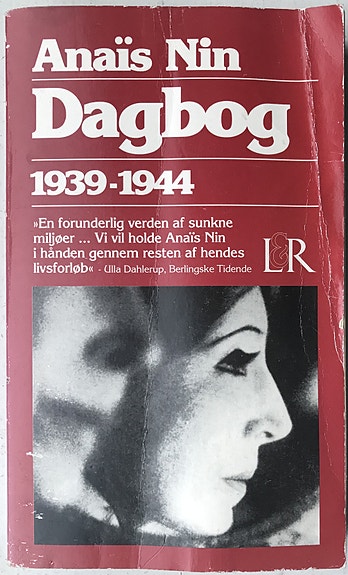 Anaïs Nin
Dagbog
1939-1944
»En forunderlig verden af sunkne
miljøer ... Vi vil holde Anaïs Nin
i hånden gennem resten af hendes
livsforløb« - Ulla Dahlerup, Berlingske Tidende
L&R